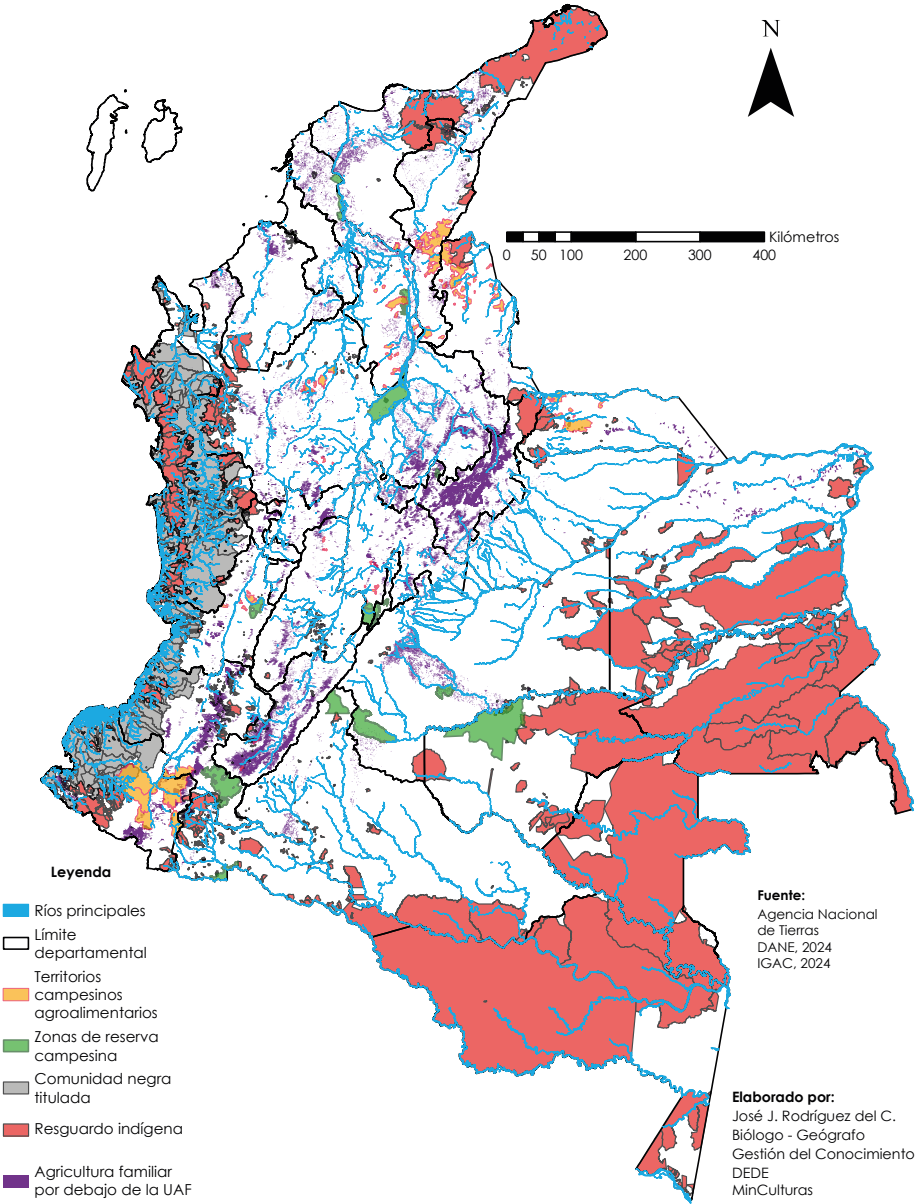 N
Kilómetros
0 50 100 200 300 400
Leyenda
Ríos principales
Límite
departamental
Territorios
campesinos
agroalimentarios
Zonas de reserva
campesina
Comunidad negra
titulada
Resguardo indígena
Agricultura familiar
por debajo de la UAF
Fuente:
Agencia Nacional
de Tierras
DANE, 2024
IGAC, 2024
Elaborado por:
José J. Rodríguez del C.
Biólogo - Geógrafo
Gestión del Conocimiento
DEDE
MinCulturas